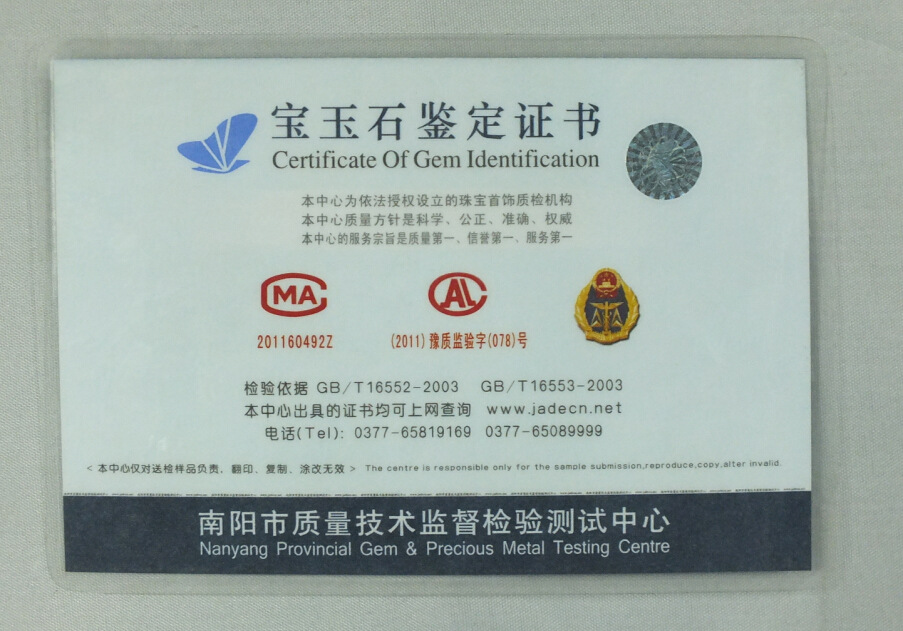 宝玉石鉴定证书
Certificate Of Gem Identification
本中心为依法授权设立的珠宝首饰质检机构
本中心质量方针是科学、公正、准确、权威
本中心的服务宗旨是质量第一、信誉第一、服务第一
CMA
CAL
201160492Z
(2011)豫质监验字(078)号
检验依据 GB/T16552-2003 GB/T16553-2003
本中心出具的证书均可上网查询 www.jadecn.net
电话(Tel): 0377-65819169 0377-65089999
<本中心仅对送检样品负责，翻印、复制、涂改无效> The centre is responsible only for the sample submission,reproduce,copy,alter invalid.
南阳市质量技术监督检验测试中心
Nanyang Provincial Gem & Precious Metal Testing Centre